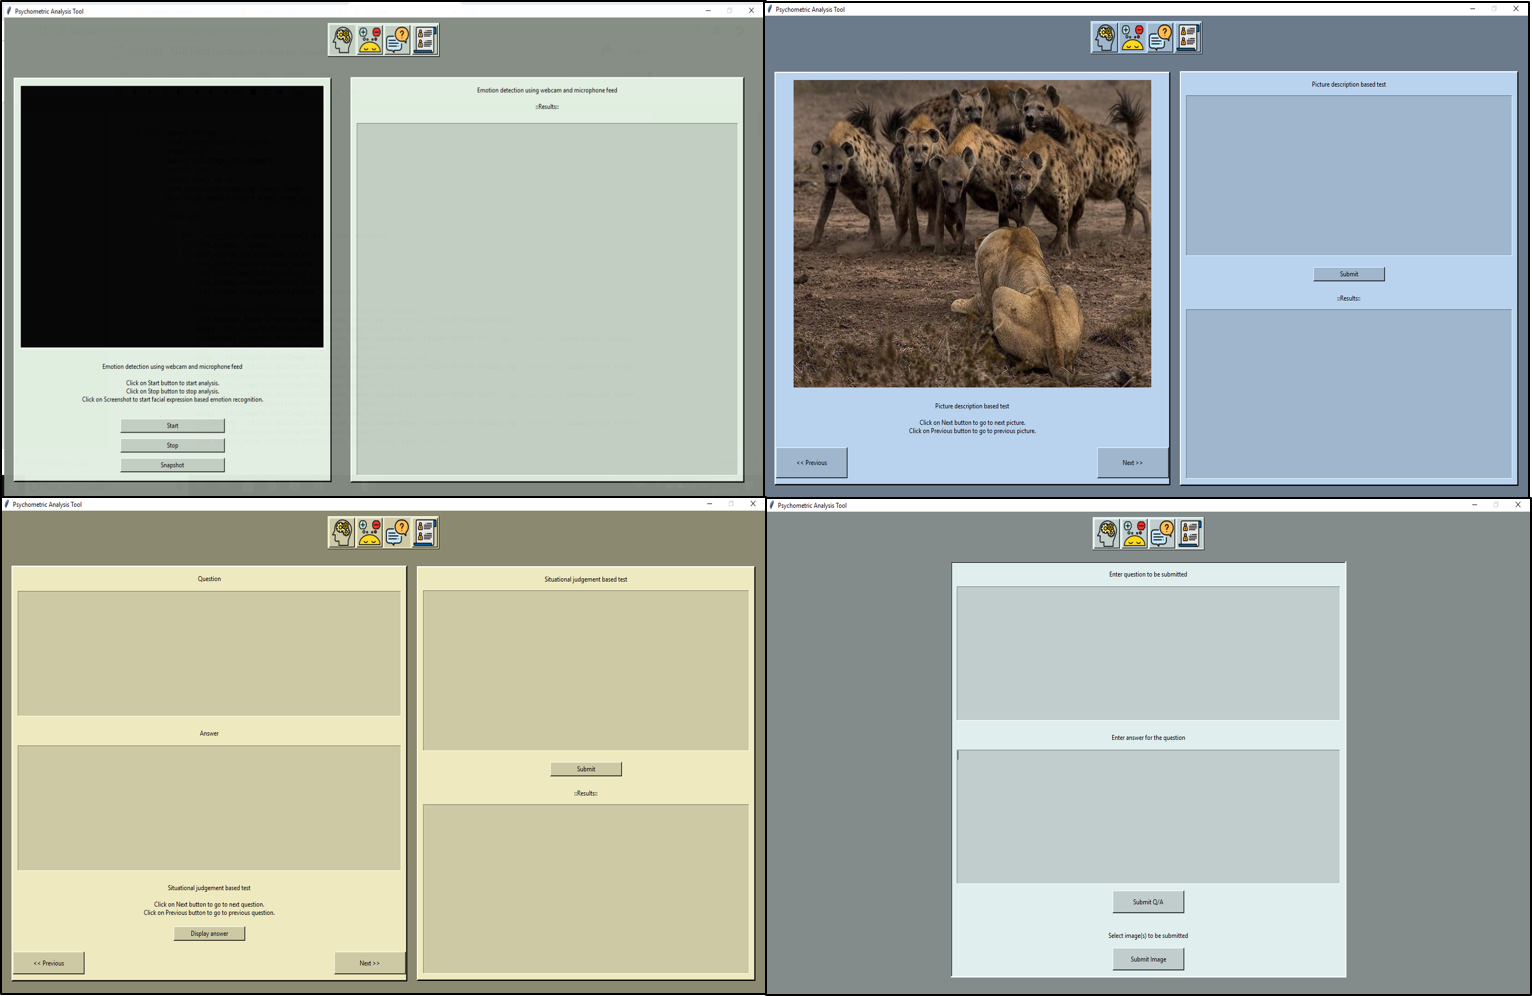 Psychometric Analysis Tool
Emotion detection using webcam and microphone feed
Click on Start button to start analysis.
Click on Stop button to stop analysis.
Click on Screenshot to start facial expression based emotion recognition.
Start
Stop
Snapshot
Emotion detection using webcam and microphone feed
::Results::
Psychometric Analysis Tool
Picture description based test
Click on Next button to go to next picture.
Click on Previous button to go to previous picture.
<< Previous
Next >>
Picture description based test
Submit
::Results::
Psychometric Analysis Tool
Question
Answer
Situational judgement based test
Click on Next button to go to next question.
Click on Previous button to go to previous question.
Display answer
<< Previous
Next >>
Situational judgement based test
Submit
::Results::
Psychometric Analysis Tool
Enter question to be submitted
Enter answer for the question
Submit Q/A
Select image(s) to be submitted
Submit Image